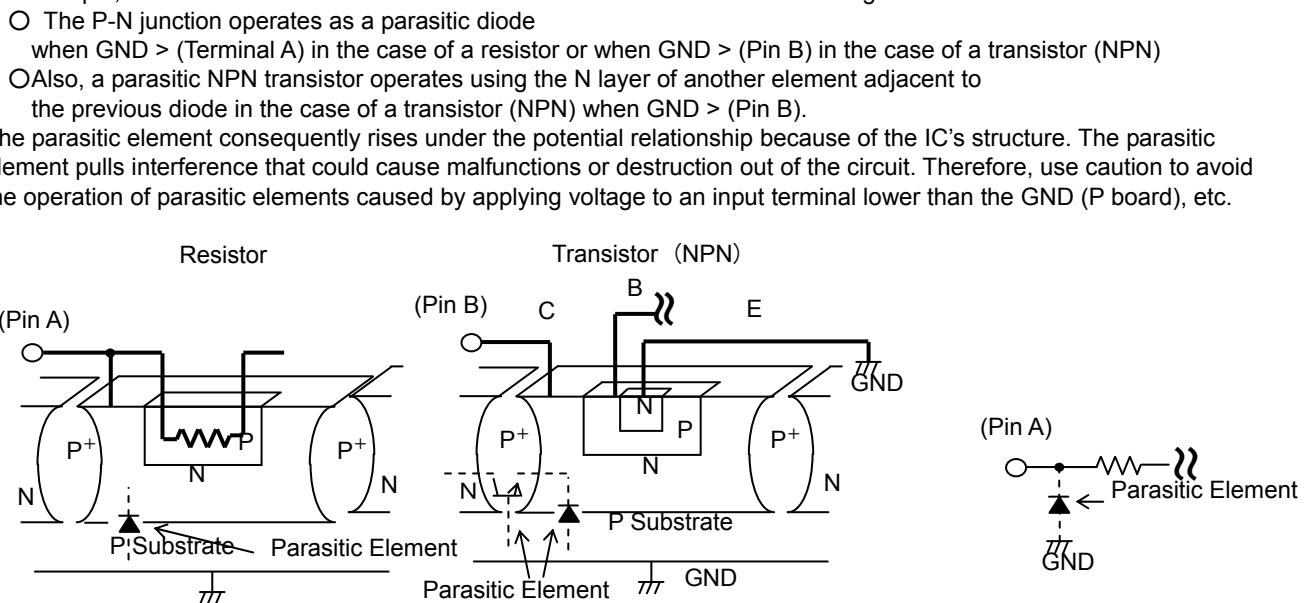 ○ The P-N junction operates as a parasitic diode
when GND > (Terminal A) in the case of a resistor or when GND > (Pin B) in the case of a transistor (NPN)
○Also, a parasitic NPN transistor operates using the N layer of another element adjacent to
the previous diode in the case of a transistor (NPN) when GND > (Pin B).
he parasitic element consequently rises under the potential relationship because of the IC's structure. The parasitic
lement pulls interference that could cause malfunctions or destruction out of the circuit. Therefore, use caution to avoid
he operation of parasitic elements caused by applying voltage to an input terminal lower than the GND (P board), etc.
Resistor
(Pin A)
P+
P
P+
N
N
N
P Substrate
Parasitic Element
Transistor (NPN)
(Pin B)
C
B
E
GND
P+
N
P
P+
N
N
N
P Substrate
Parasitic Element
GND
(Pin A)
Parasitic Element
GND